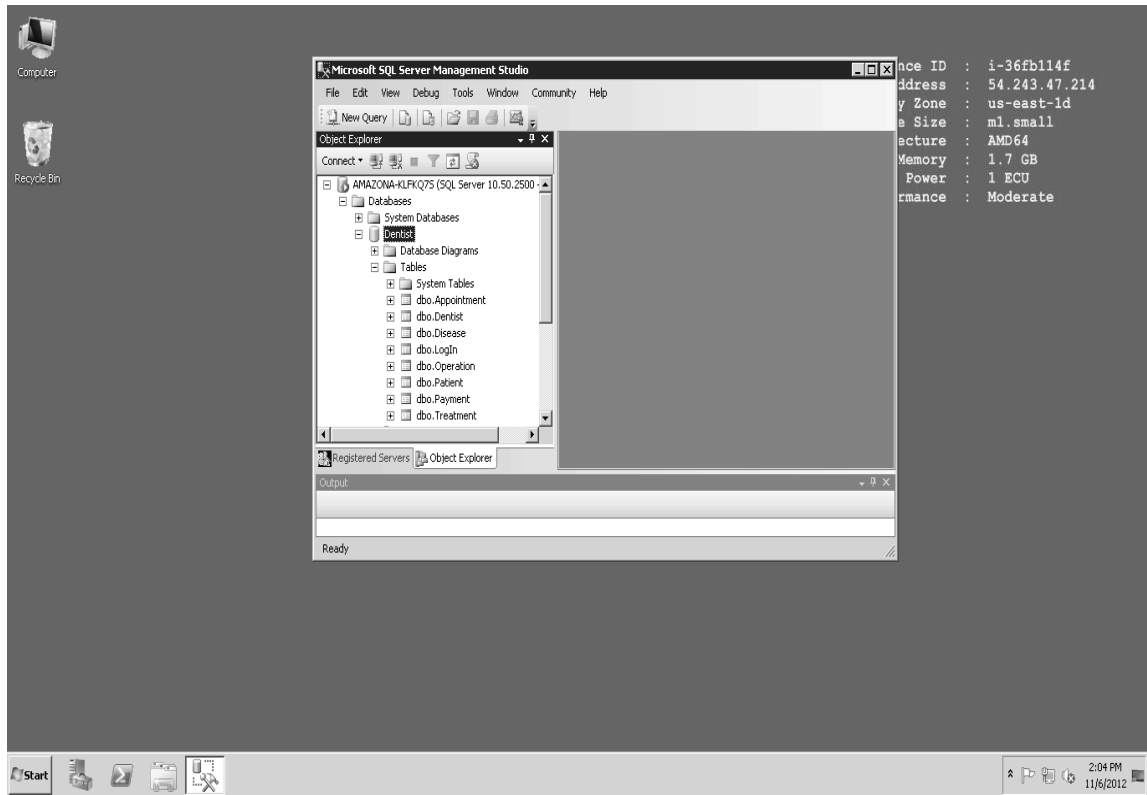 Computer
Recycle Bin
nce ID : i-36fb114f
ddress : 54.243.47.214
y Zone : us-east-1d
e Size : m1.small
ecture : AMD64
Memory : 1.7 GB
Power : 1 ECU
rmance : Moderate
Microsoft SQL Server Management Studio
File Edit View Debug Tools Window Community Help
New Query
Object Explorer
Connect
AMAZONA-KLFKQ7S (SQL Server 10.50.2500 -
Databases
System Databases
Dentist
Database Diagrams
Tables
System Tables
dbo.Appointment
dbo.Dentist
dbo.Disease
dbo.LogIn
dbo.Operation
dbo.Patient
dbo.Payment
dbo.Treatment
Registered Servers Object Explorer
Output
Ready
Start
2:04 PM
11/6/2012